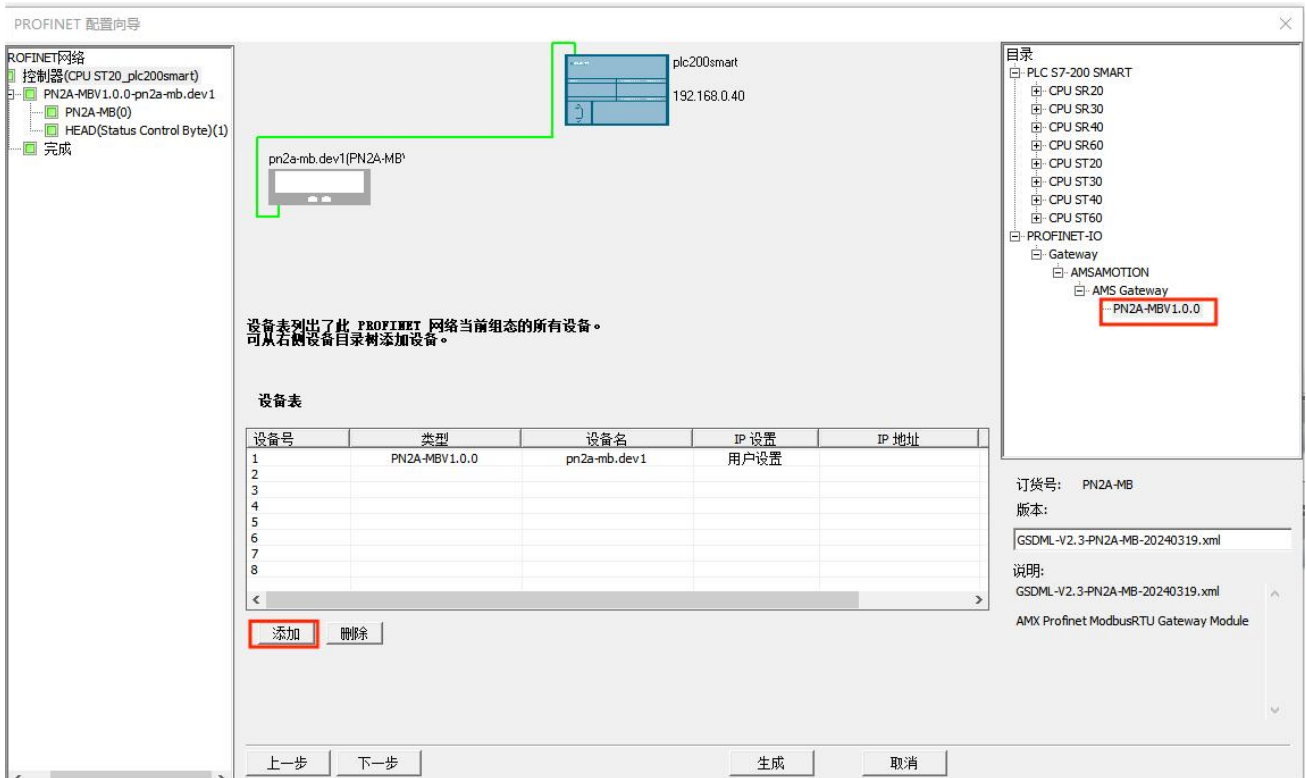 PROFINET 配置向导
ROFINET网络
控制器(CPU ST20_plc200smart)
PN2A-MBV1.0.0-pn2a-mb.dev1
PN2A-MB(0)
HEAD(Status Control Byte)(1)
完成
plc200smart
192.168.0.40
pn2a-mb.dev1(PN2A-MB
设备表列出了此 PROFINET 网络当前组态的所有设备。
可从右侧设备目录树添加设备。
设备表
设备号 类型 设备名 IP 设置 IP 地址
1 PN2A-MBV1.0.0 pn2a-mb.dev1 用户设置
2
3
4
5
6
7
8
添加 删除
上一步 下一步 生成 取消
目录
PLC S7-200 SMART
CPU SR20
CPU SR30
CPU SR40
CPU SR60
CPU ST20
CPU ST30
CPU ST40
CPU ST60
PROFINET-IO
Gateway
AMSAMOTION
AMS Gateway
PN2A-MBV1.0.0
订货号: PN2A-MB
版本:
GSDML-V2.3-PN2A-MB-20240319.xml
说明:
GSDML-V2.3-PN2A-MB-20240319.xml
AMX Profinet ModbusRTU Gateway Module